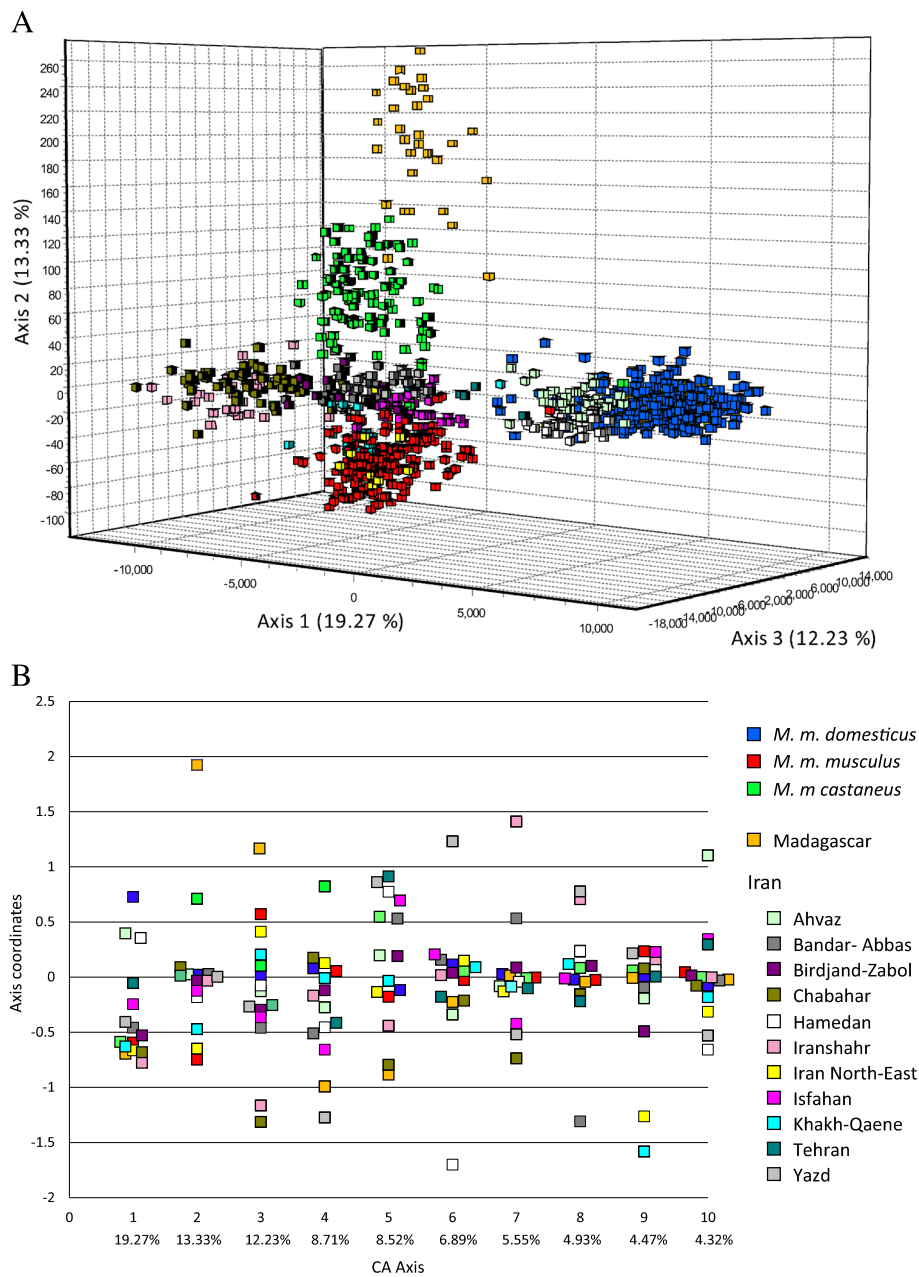 A
Axis 2 (13.33 %)
260
240
220
200
180
160
140
120
100
80
60
40
20
0
-20
-40
-60
-80
-100
-10,000
-5,000
0
5,000
10,000
Axis 1 (19.27 %)
-18,000
-14,000
-10,000
-6,000
-2,000
2,000
6,000
10,000
14,000
Axis 3 (12.23 %)
B
Axis coordinates
2.5
2
1.5
1
0.5
0
-0.5
-1
-1.5
-2
0 1 2 3 4 5 6 7 8 9 10
19.27% 13.33% 12.23% 8.71% 8.52% 6.89% 5.55% 4.93% 4.47% 4.32%
CA Axis
M. m. domesticus
M. m. musculus
M. m castaneus
Madagascar
Iran
Ahvaz
Bandar- Abbas
Birdjand-Zabol
Chabahar
Hamedan
Iranshahr
Iran North-East
Isfahan
Khakh-Qaene
Tehran
Yazd